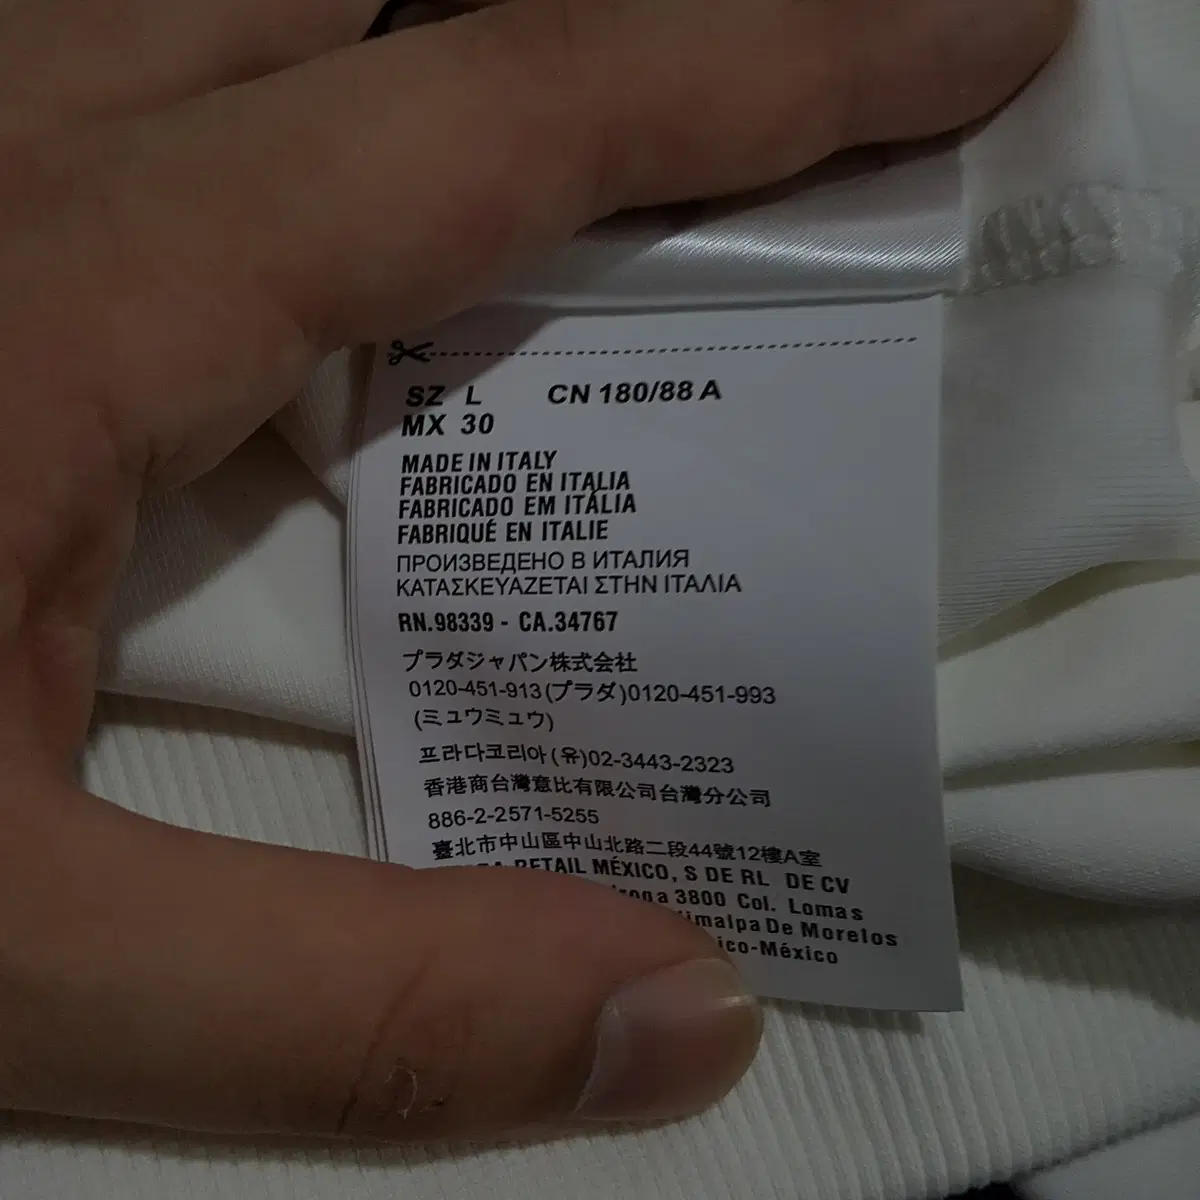 SZ L CN 180/88 A
MX 30
MADE IN ITALY
FABRICADO EN ITALIA
FABRICADO EM ITÁLIA
FABRIQUÉ EN ITALIE
ПРОИЗВЕДЕНО В ИТАЛИЯ
ΚΑΤΑΣΚΕΥΑΖΕΤΑΙ ΣΤΗΝ ΙΤΑΛΙΑ
RN.98339 - CA.34767
プラダジャパン株式会社
0120-451-913(プラダ)0120-451-993
(ミュウミュウ)
프라다코리아(유)02-3443-2323
香港商台灣意比有限公司台灣分公司
886-2-2571-5255
臺北市中山區中山北路二段44號12樓A室
RETAIL MÉXICO, S DE RL DE CV
3800 Col. Lomas
De Morelos
México